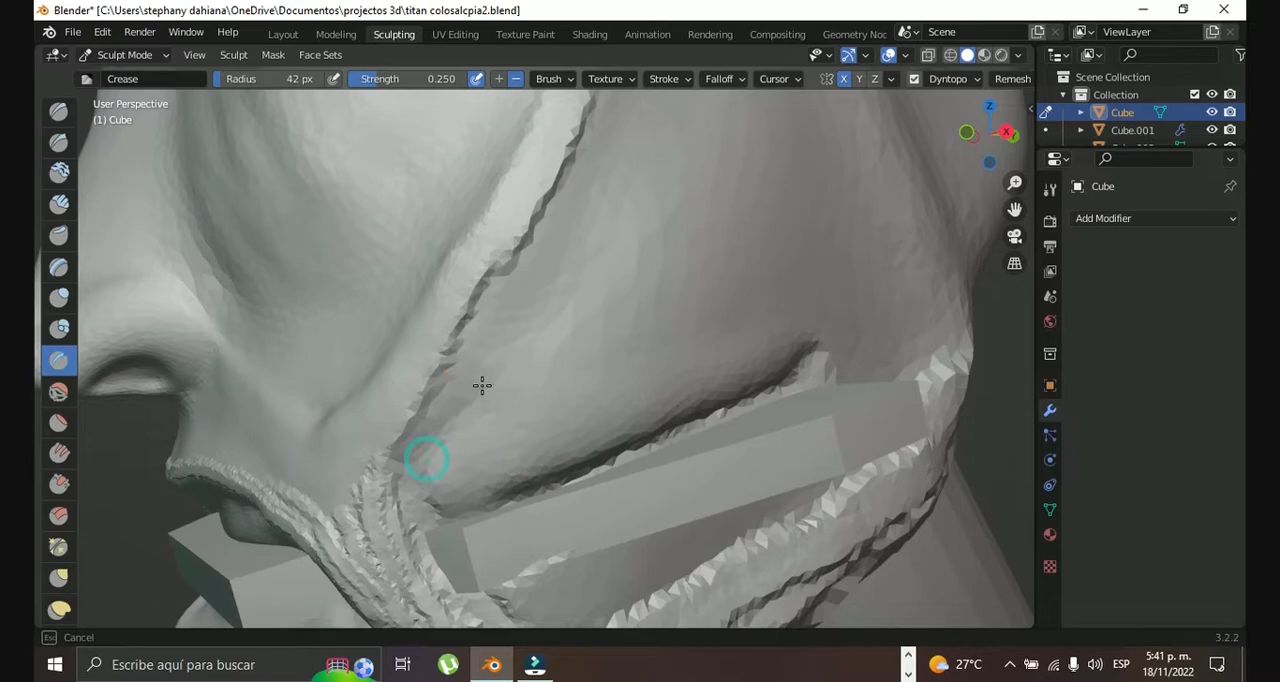 Blender* [C:\Users\stephany dahiana\OneDrive\Documentos\projectos 3d\titan colosalcpia2.blend]
File Edit Render Window Help Layout Modeling Sculpting UV Editing Texture Paint Shading Animation Rendering Compositing Geometry Noc Scene ViewLayer
Sculpt Mode View Sculpt Mask Face Sets
Crease Radius 42 px Strength 0.250 Brush Texture Stroke Falloff Cursor X Y Z Dyntopo Remesh
Scene Collection
Collection
Cube
Cube.001
User Perspective
(1) Cube
Z
X
Y
Cube
Add Modifier
Esc Cancel
3.2.2
Escribe aquí para buscar
27°C
ESP
5:41 p. m.
18/11/2022